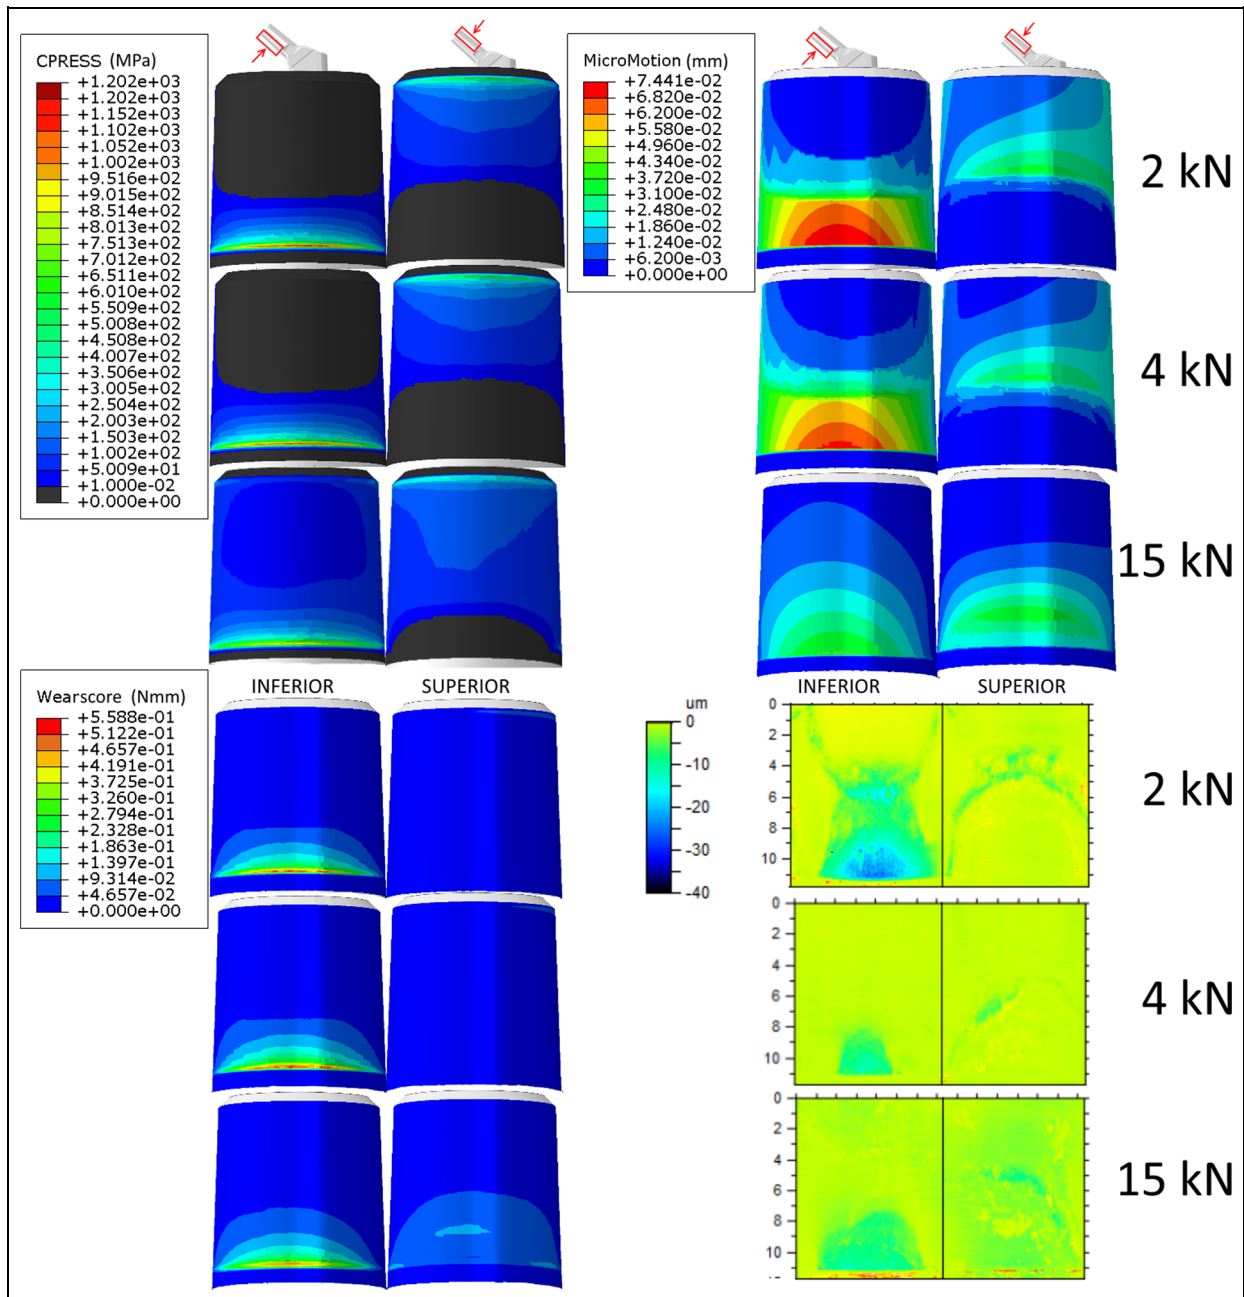 CPRESS (MPa)
+1.202e+03
+1.202e+03
+1.152e+03
+1.102e+03
+1.052e+03
+1.002e+03
+9.516e+02
+9.015e+02
+8.514e+02
+8.013e+02
+7.513e+02
+7.012e+02
+6.511e+02
+6.010e+02
+5.509e+02
+5.008e+02
+4.508e+02
+4.007e+02
+3.506e+02
+3.005e+02
+2.504e+02
+2.003e+02
+1.503e+02
+1.002e+02
+5.009e+01
+1.000e-02
+0.000e+00
MicroMotion (mm)
+7.441e-02
+6.820e-02
+6.200e-02
+5.580e-02
+4.960e-02
+4.340e-02
+3.720e-02
+3.100e-02
+2.480e-02
+1.860e-02
+1.240e-02
+6.200e-03
+0.000e+00
2 kN
4 kN
15 kN
INFERIOR SUPERIOR
INFERIOR SUPERIOR
Wearscore (Nmm)
+5.588e-01
+5.122e-01
+4.657e-01
+4.191e-01
+3.725e-01
+3.260e-01
+2.794e-01
+2.328e-01
+1.863e-01
+1.397e-01
+9.314e-02
+4.657e-02
+0.000e+00
um
0
-10
-20
-30
-40
0
2
4
6
8
10
2 kN
0
2
4
6
8
10
4 kN
0
2
4
6
8
10
15 kN